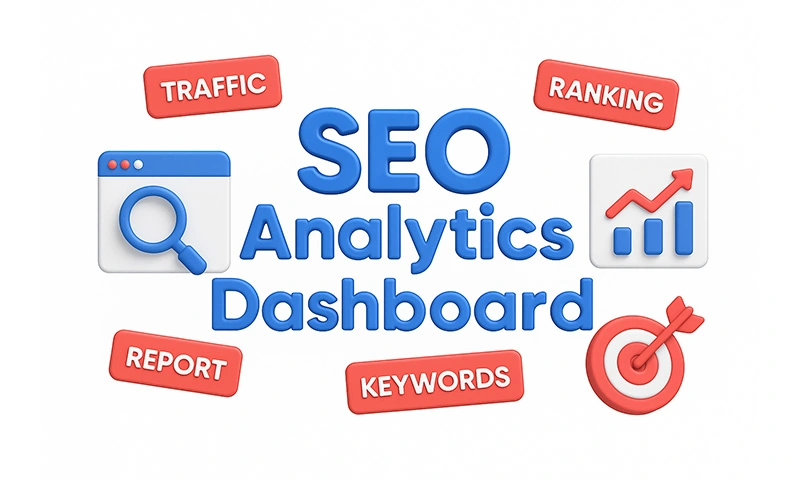 TRAFFIC
RANKING
SEO
Analytics
Dashboard
REPORT
KEYWORDS